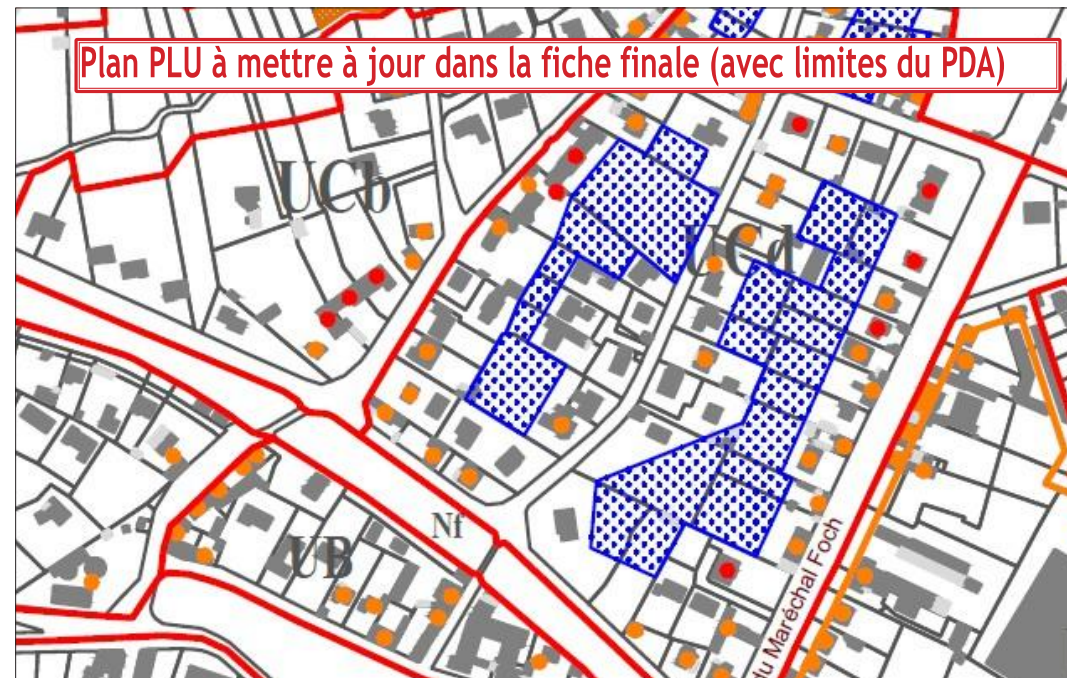 Plan PLU à mettre à jour dans la fiche finale (avec limites du PDA)
UCb
UCd
Nf
UB
du Maréchal Foch